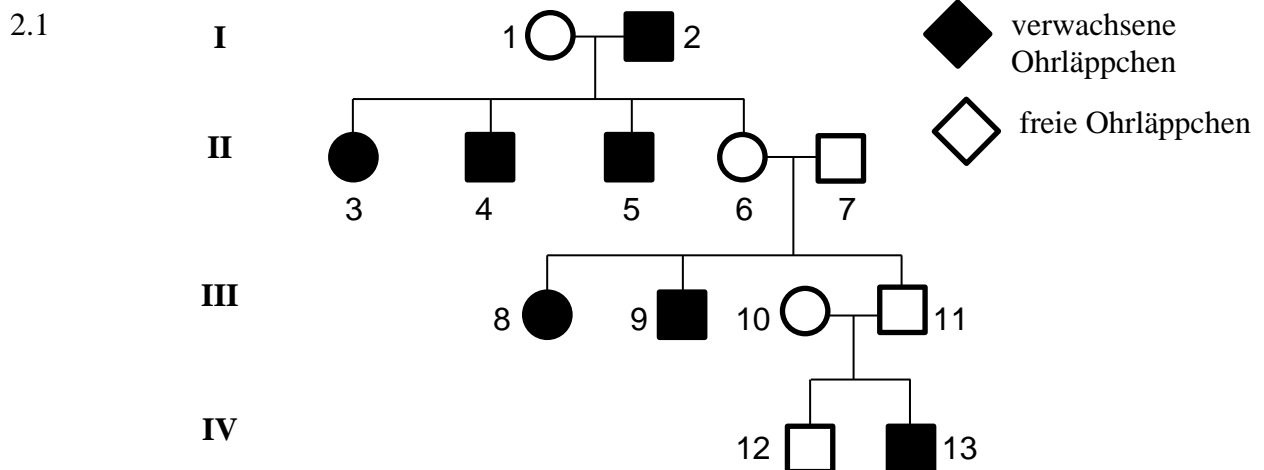 2.1
I
1
2
verwachsene
Ohrläppchen
freie Ohrläppchen
II
3
4
5
6
7
III
8
9
10
11
IV
12
13